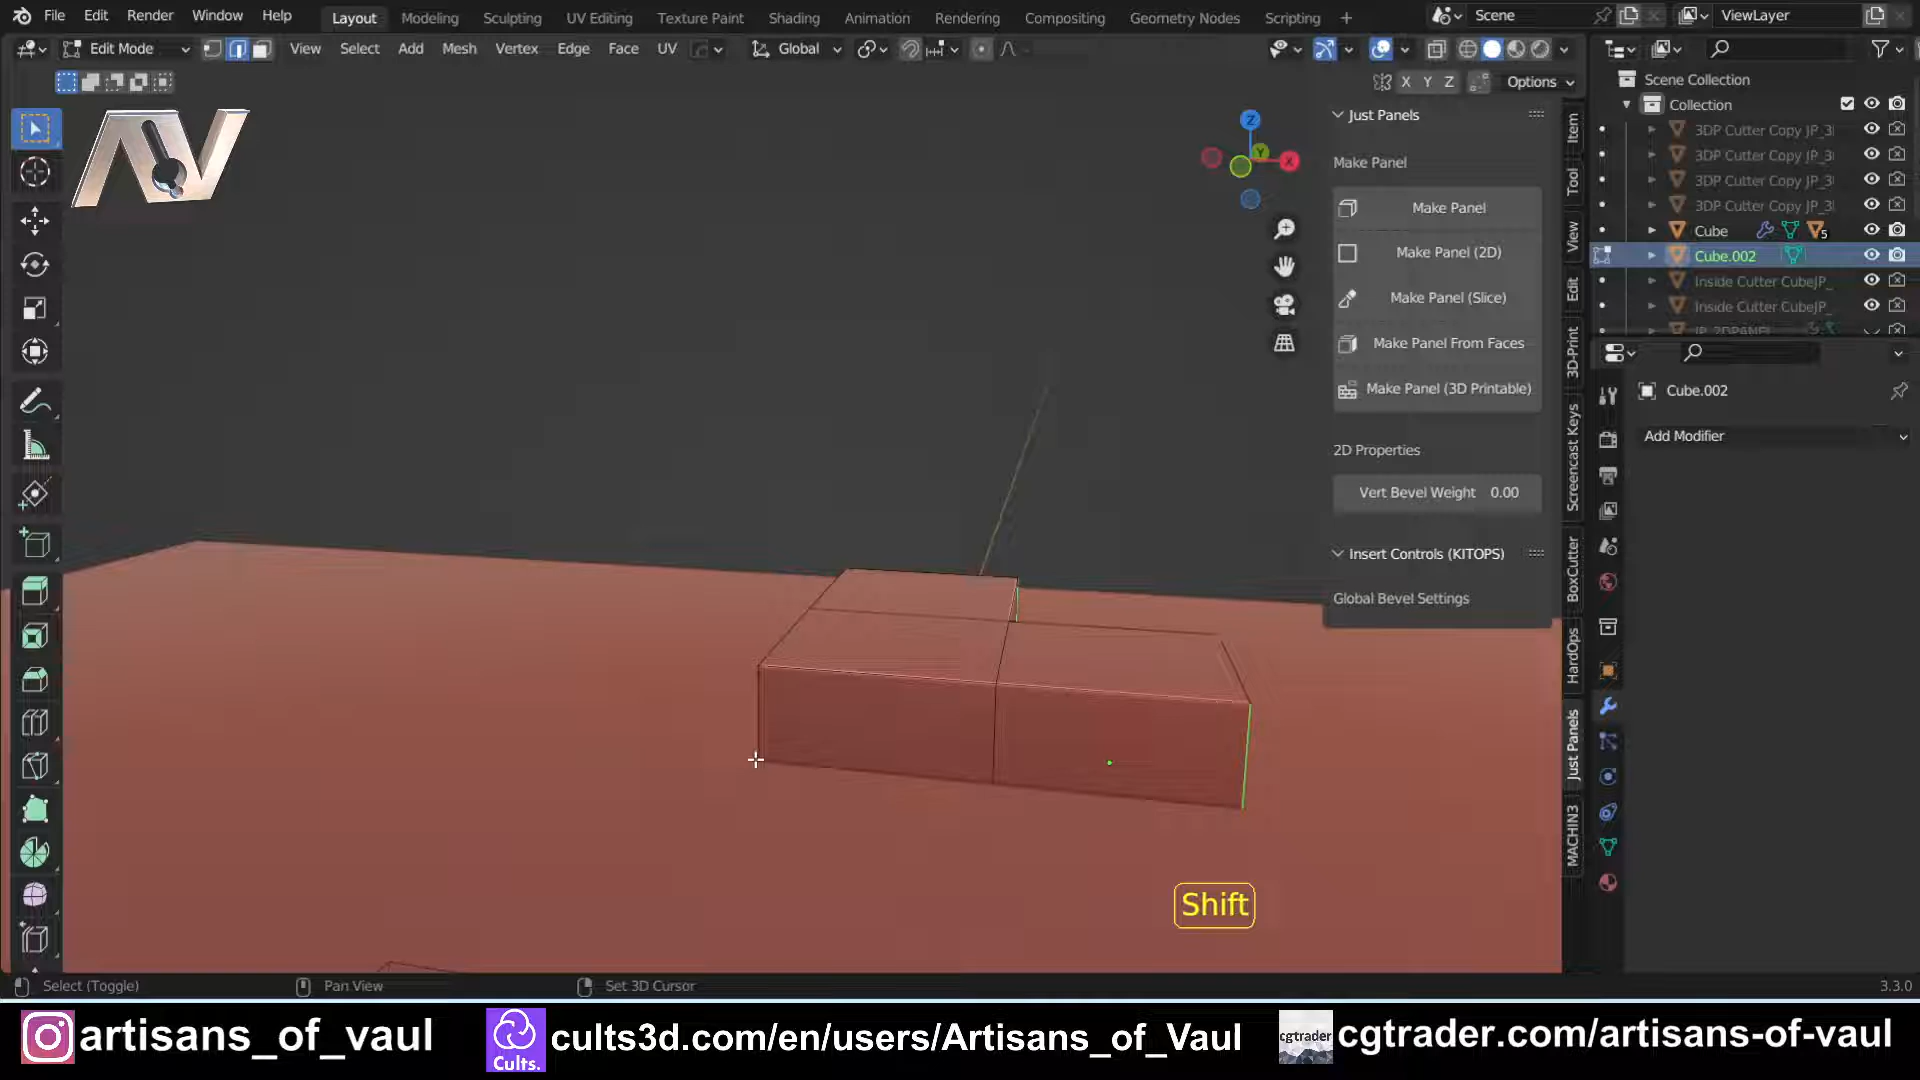 File Edit Render Window Help Layout Modeling Sculpting UV Editing Texture Paint Shading Animation Rendering Compositing Geometry Nodes Scripting + Scene ViewLayer
Edit Mode View Select Add Mesh Vertex Edge Face UV Global
X Y Z Options
Scene Collection
Collection
3DP Cutter Copy JP_3
3DP Cutter Copy JP_3
3DP Cutter Copy JP_3
3DP Cutter Copy JP_3
Cube 5
Cube.002
Inside Cutter CubeJP_
Inside Cutter CubeJP_
JP_2DPANEL
Cube.002
Add Modifier
Z
Y
X
Just Panels
Make Panel
Make Panel
Make Panel (2D)
Make Panel (Slice)
Make Panel From Faces
Make Panel (3D Printable)
2D Properties
Vert Bevel Weight 0.00
Insert Controls (KITOPS)
Global Bevel Settings
Item
Tool
View
Edit
3D-Print
Screencast Keys
BoxCutter
HardOps
Just Panels
MACHIN3
AV
Shift
Select (Toggle) Pan View Set 3D Cursor 3.3.0
artisans_of_vaul
Cults.
cults3d.com/en/users/Artisans_of_Vaul
cgtrader
cgtrader.com/artisans-of-vaul